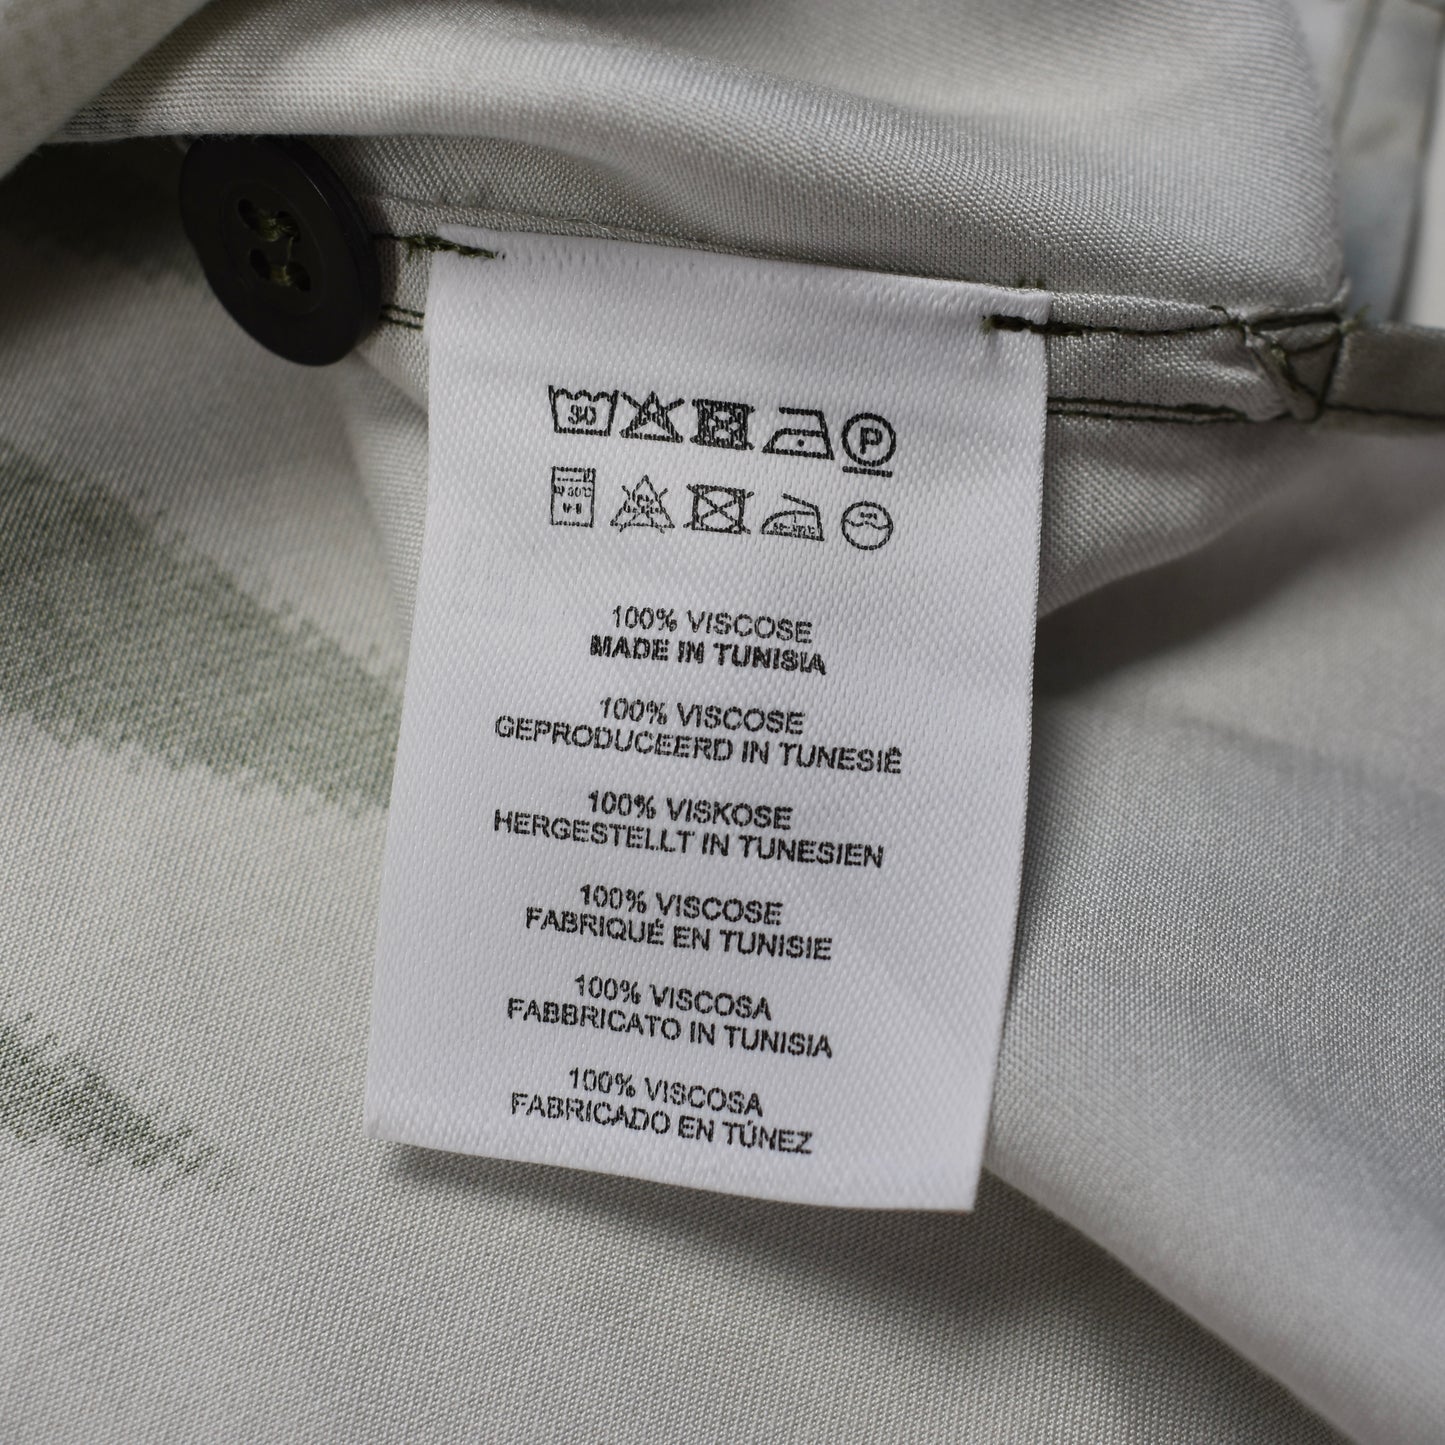 30
P
100% VISCOSE
MADE IN TUNISIA
100% VISCOSE
GEPRODUCEERD IN TUNESIË
100% VISKOSE
HERGESTELLT IN TUNESIEN
100% VISCOSE
FABRIQUÉ EN TUNISIE
100% VISCOSA
FABBRICATO IN TUNISIA
100% VISCOSA
FABRICADO EN TÚNEZ